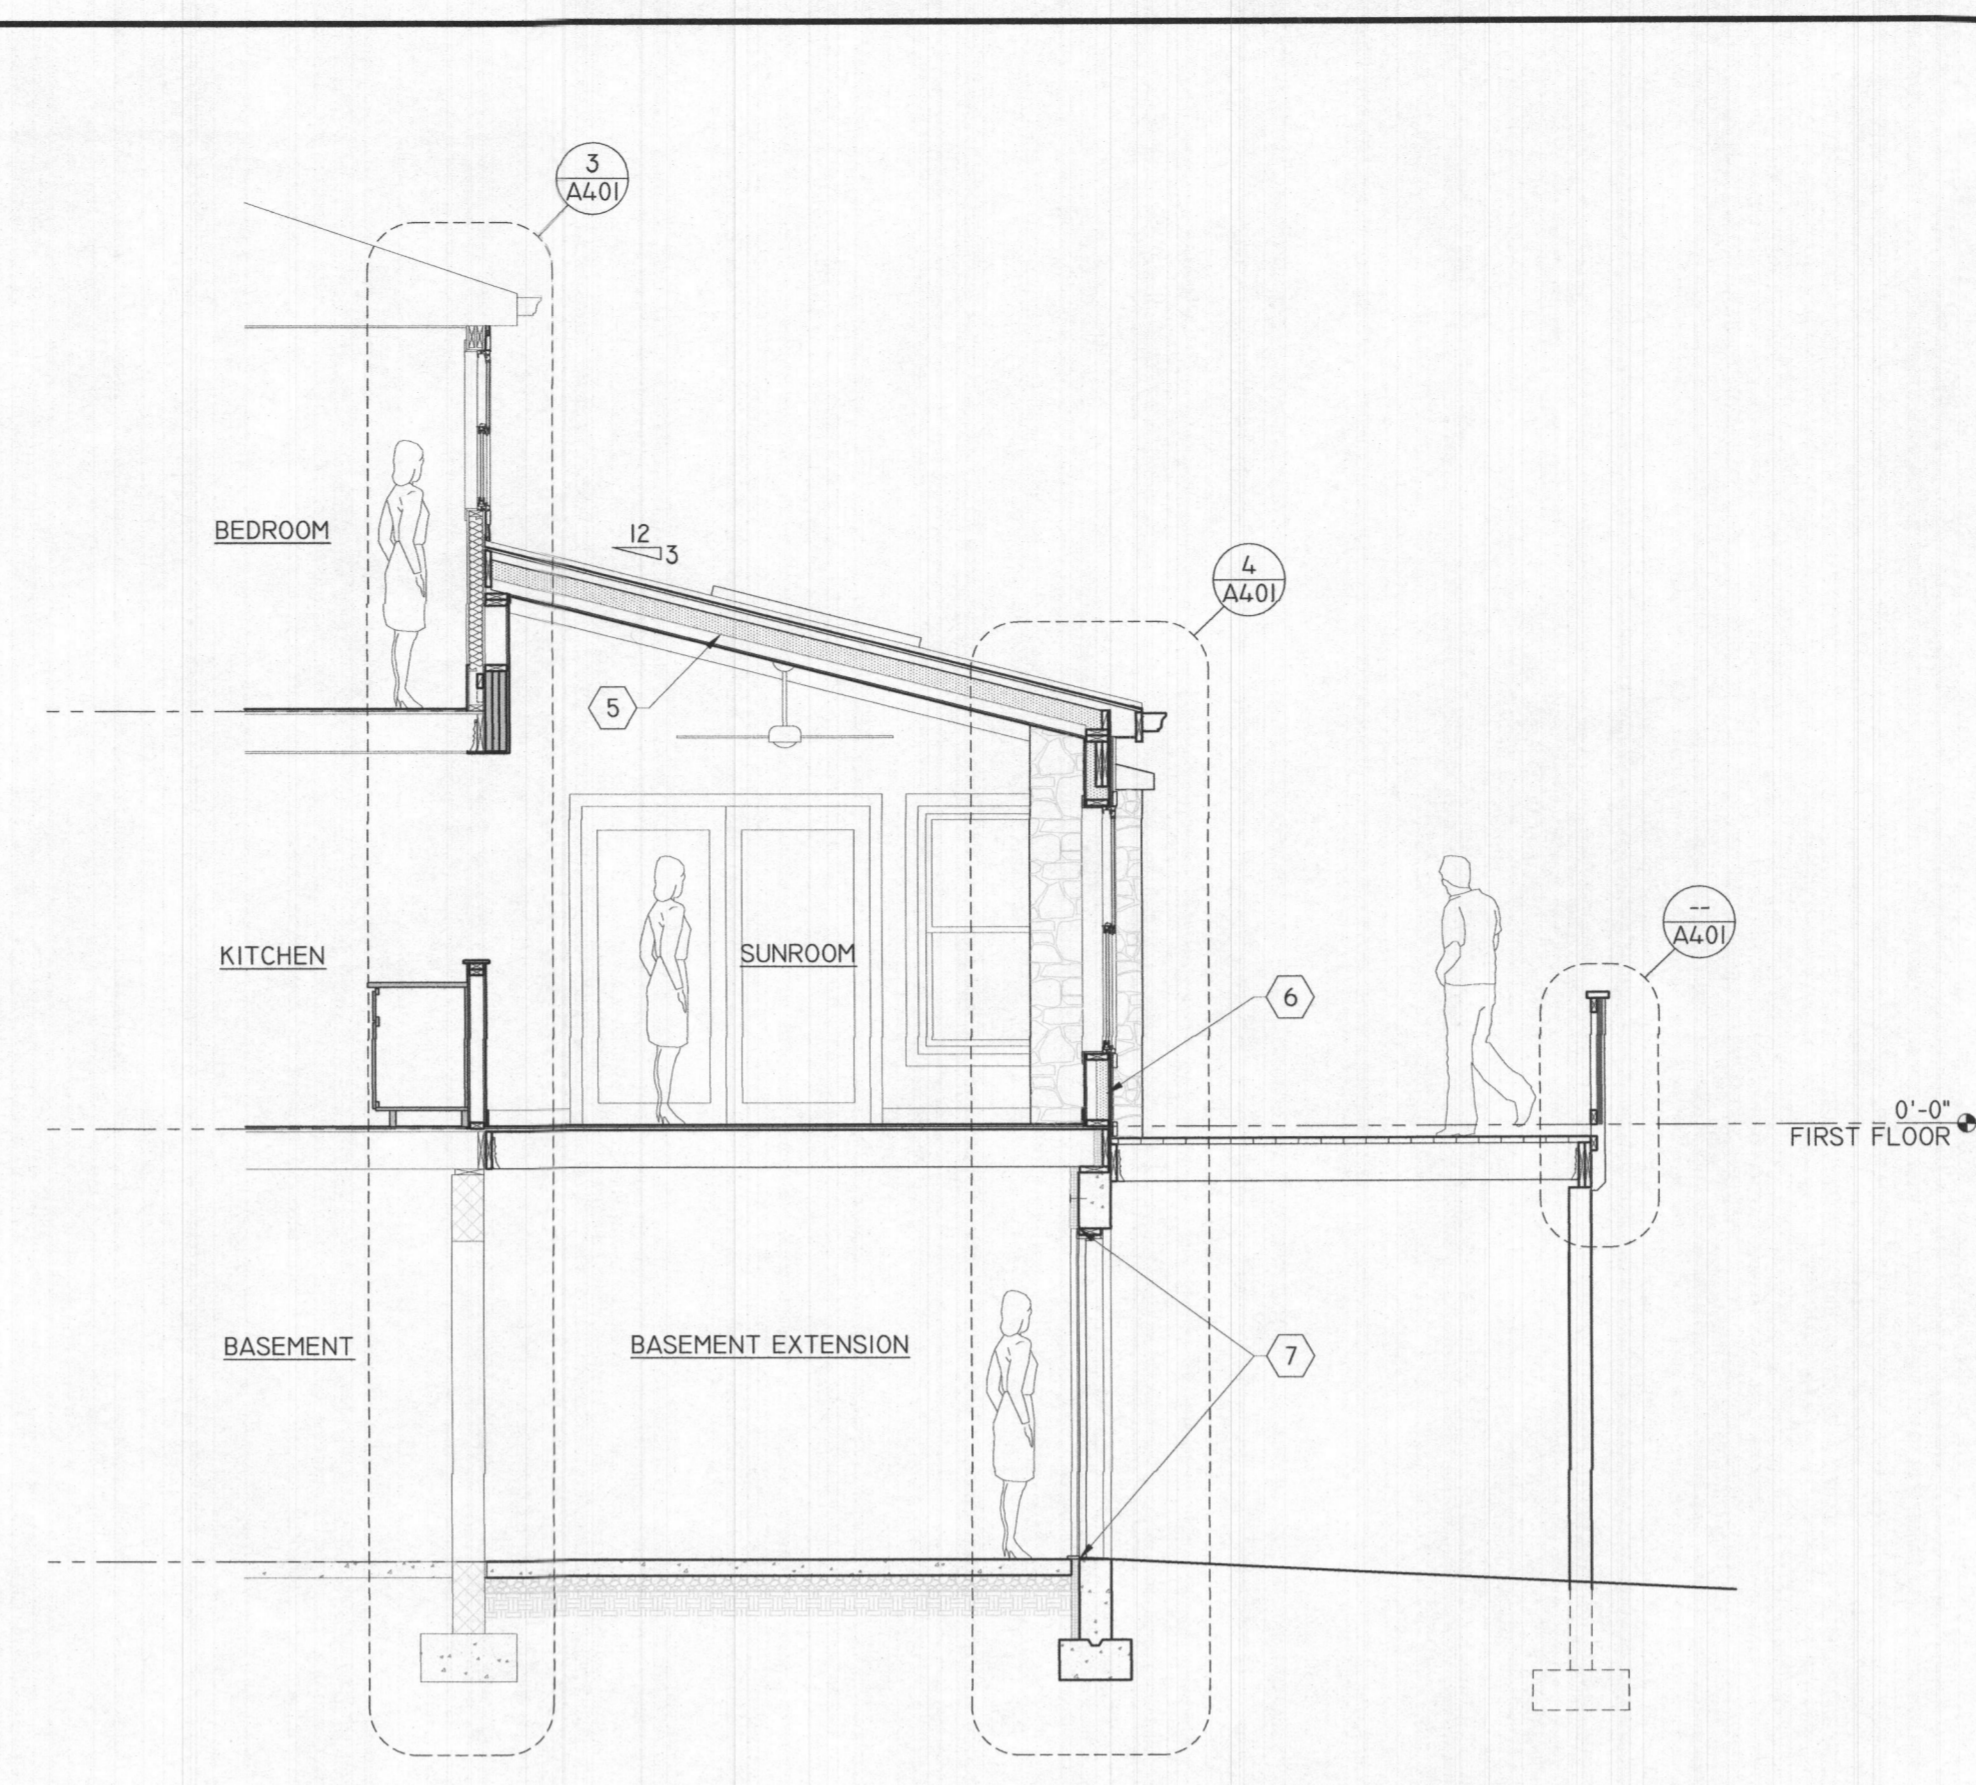 3
A401
BEDROOM
12
3
4
A401
5
KITCHEN
SUNROOM
--
A401
6
0'-0"
FIRST FLOOR
BASEMENT
BASEMENT EXTENSION
7